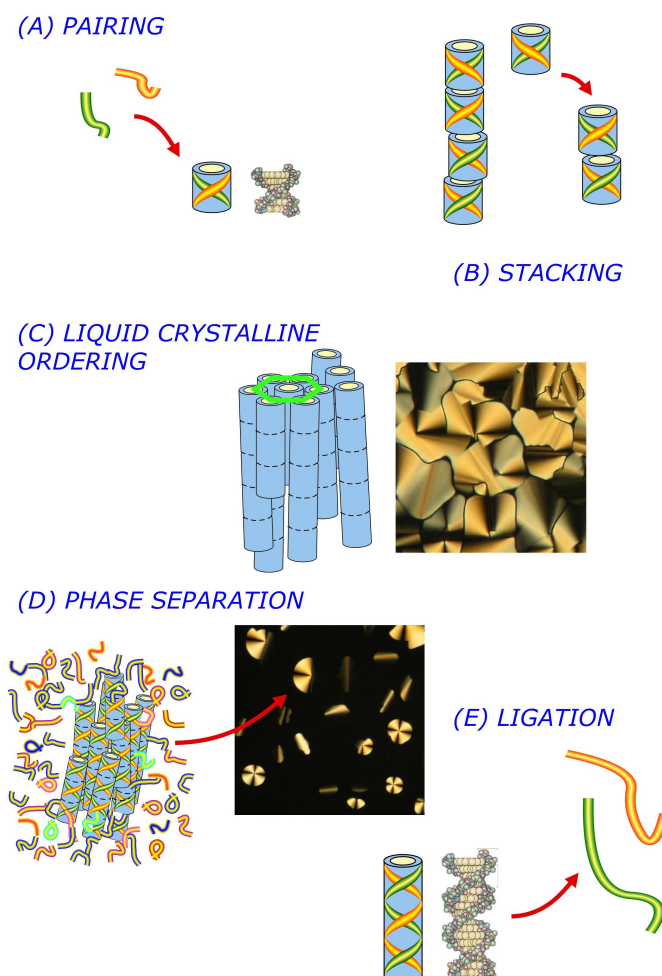 (A) PAIRING
(B) STACKING
(C) LIQUID CRYSTALLINE
ORDERING
(D) PHASE SEPARATION
(E) LIGATION